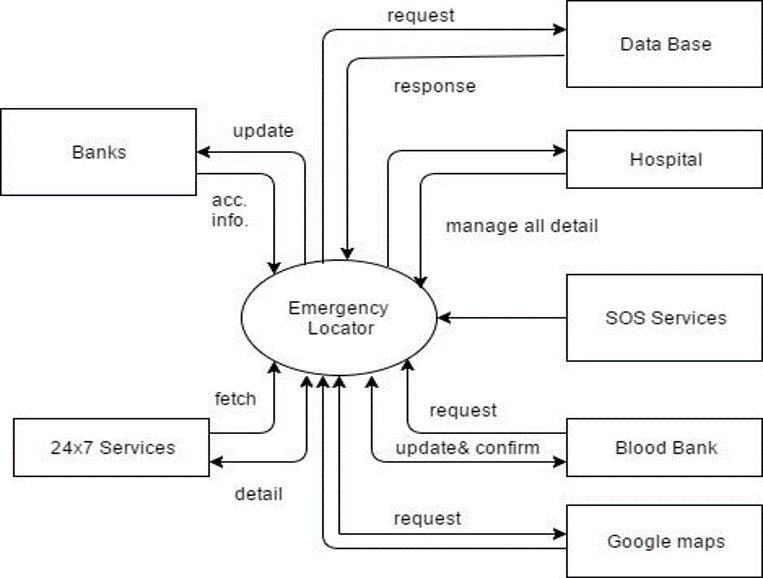 request
Data Base
response
update
Banks
Hospital
acc.
info.
manage all detail
Emergency
Locator
SOS Services
fetch
request
24x7 Services
update& confirm
Blood Bank
detail
request
Google maps